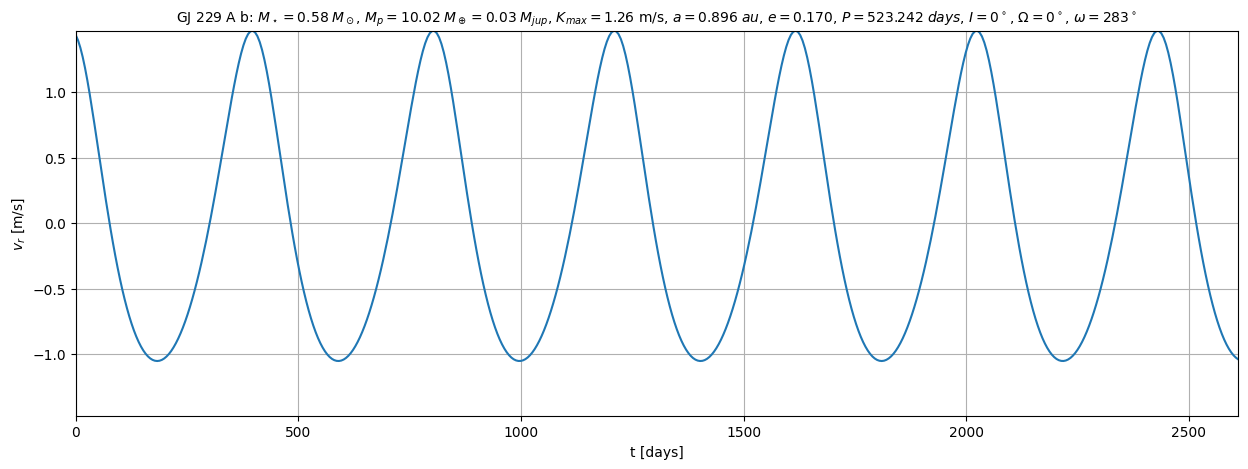 GJ 229 A b: M⋆ = 0.58 M⊙, Mp = 10.02 M⊕ = 0.03 Mjup, Kmax = 1.26 m/s, a = 0.896 au, e = 0.170, P = 523.242 days, I = 0°, Ω = 0°, ω = 283°
vr [m/s]
1.0
0.5
0.0
−0.5
−1.0
0 500 1000 1500 2000 2500
t [days]